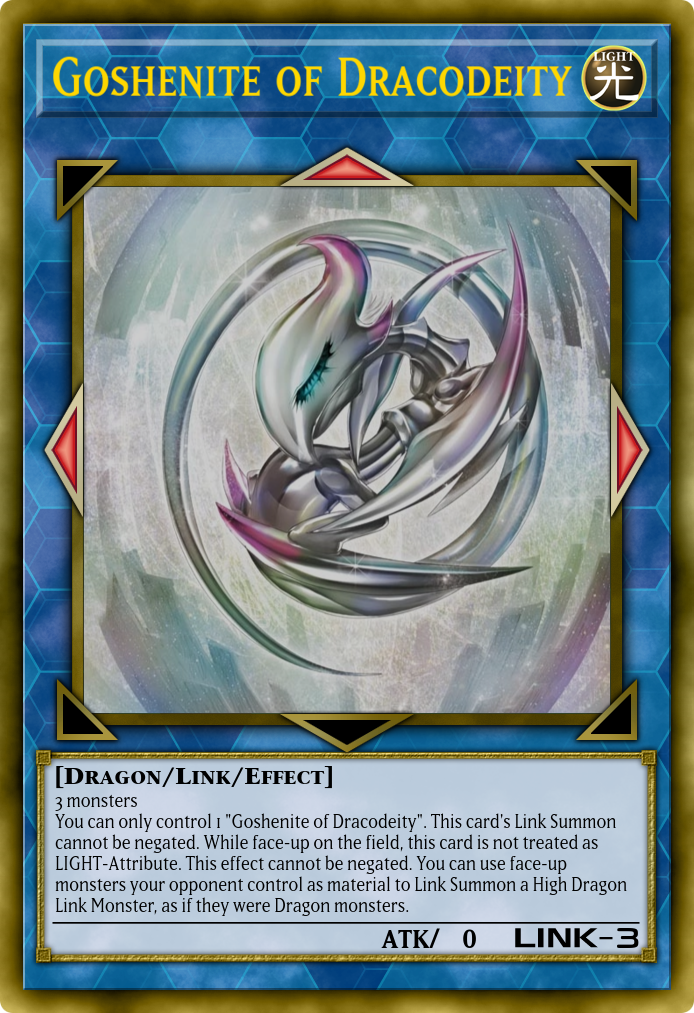 Goshenite of Dracodeity
LIGHT
光
[Dragon/Link/Effect]
3 monsters
You can only control 1 "Goshenite of Dracodeity". This card's Link Summon
cannot be negated. While face-up on the field, this card is not treated as
LIGHT-Attribute. This effect cannot be negated. You can use face-up
monsters your opponent control as material to Link Summon a High Dragon
Link Monster, as if they were Dragon monsters.
ATK/ 0 LINK-3